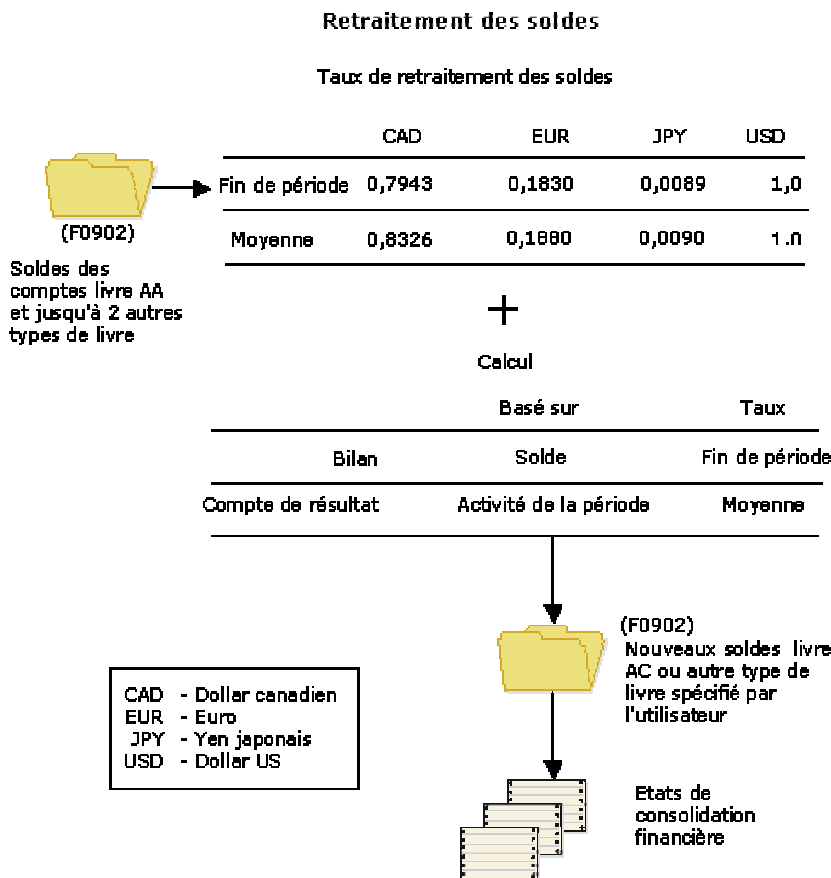 Retraitement des soldes
Taux de retraitement des soldes
CAD EUR JPY USD
Fin de période 0,7943 0,1830 0,0089 1,0
Moyenne 0,8326 0,1880 0,0090 1.0
(F0902)
Soldes des
comptes livre AA
et jusqu'à 2 autres
types de livre
+
Calcul
Basé sur Taux
Bilan Solde Fin de période
Compte de résultat Activité de la période Moyenne
(F0902)
Nouveaux soldes livre
AC ou autre type de
livre spécifié par
l'utilisateur
CAD - Dollar canadien
EUR - Euro
JPY - Yen japonais
USD - Dollar US
Etats de
consolidation
financière